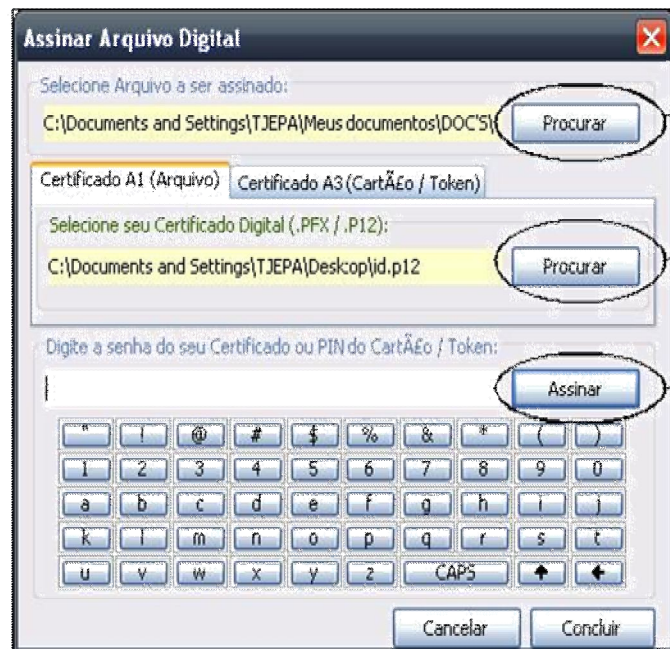 Assinar Arquivo Digital
Selecione Arquivo a ser assinado:
C:\Documents and Settings\TJEPA\Meus documentos\DOC'S\
Procurar
Certificado A1 (Arquivo) Certificado A3 (CartÃ£o / Token)
Selecione seu Certificado Digital (.PFX / .P12):
C:\Documents and Settings\TJEPA\Desktop\id.p12
Procurar
Digite a senha do seu Certificado ou PIN do CartÃ£o / Token:
Assinar
" ! @ # $ % & * ( )
1 2 3 4 5 6 7 8 9 0
a b c d e f g h i j
k l m n o p q r s t
u v w x y z CAPS
Cancelar Concluir